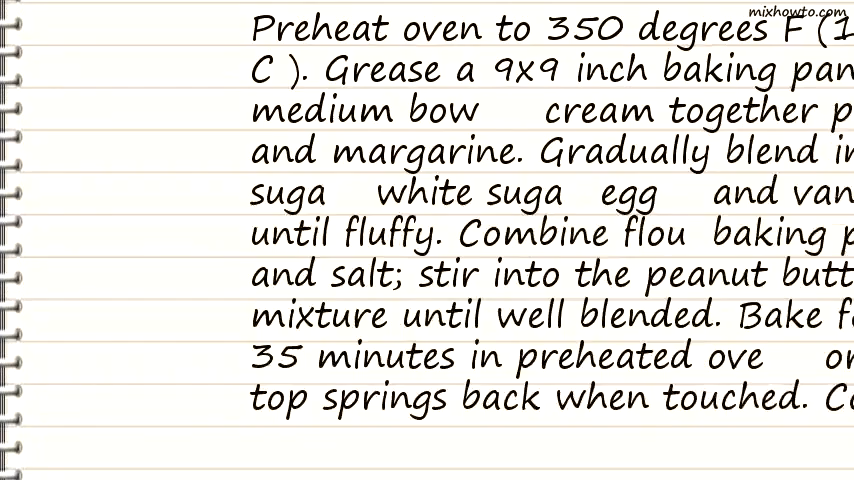 mixhowto.com
Preheat oven to 350 degrees F (1
C ). Grease a 9x9 inch baking pan
medium bow cream together p
and margarine. Gradually blend in
suga white suga egg and van
until fluffy. Combine flou baking p
and salt; stir into the peanut butt
mixture until well blended. Bake fo
35 minutes in preheated ove or
top springs back when touched. Co